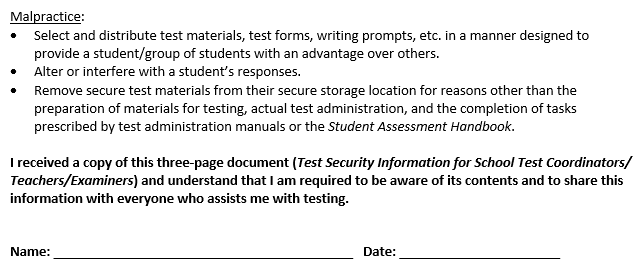 Malpractice:
• Select and distribute test materials, test forms, writing prompts, etc. in a manner designed to
provide a student/group of students with an advantage over others.
• Alter or interfere with a student's responses.
• Remove secure test materials from their secure storage location for reasons other than the
preparation of materials for testing, actual test administration, and the completion of tasks
prescribed by test administration manuals or the Student Assessment Handbook.
I received a copy of this three-page document (Test Security Information for School Test Coordinators/
Teachers/Examiners) and understand that I am required to be aware of its contents and to share this
information with everyone who assists me with testing.
Name: ______________________________ Date: ________________